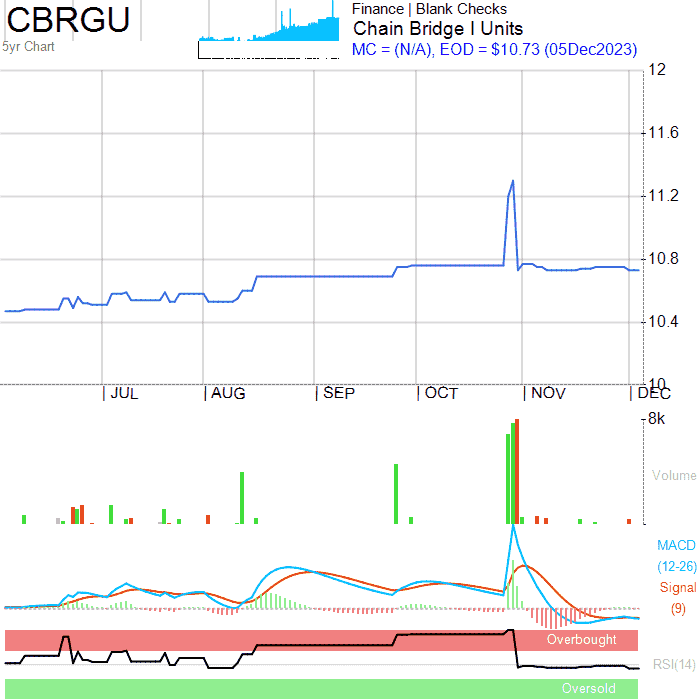 CBRGU
5yr Chart
Finance | Blank Checks
Chain Bridge I Units
MC = (N/A), EOD = $10.73 (05Dec2023)
12
11.6
11.2
10.8
10.4
10
| JUL | AUG | SEP | OCT | NOV | DEC
8k
Volume
MACD
(12-26)
Signal
(9)
Overbought
RSI(14)
Oversold